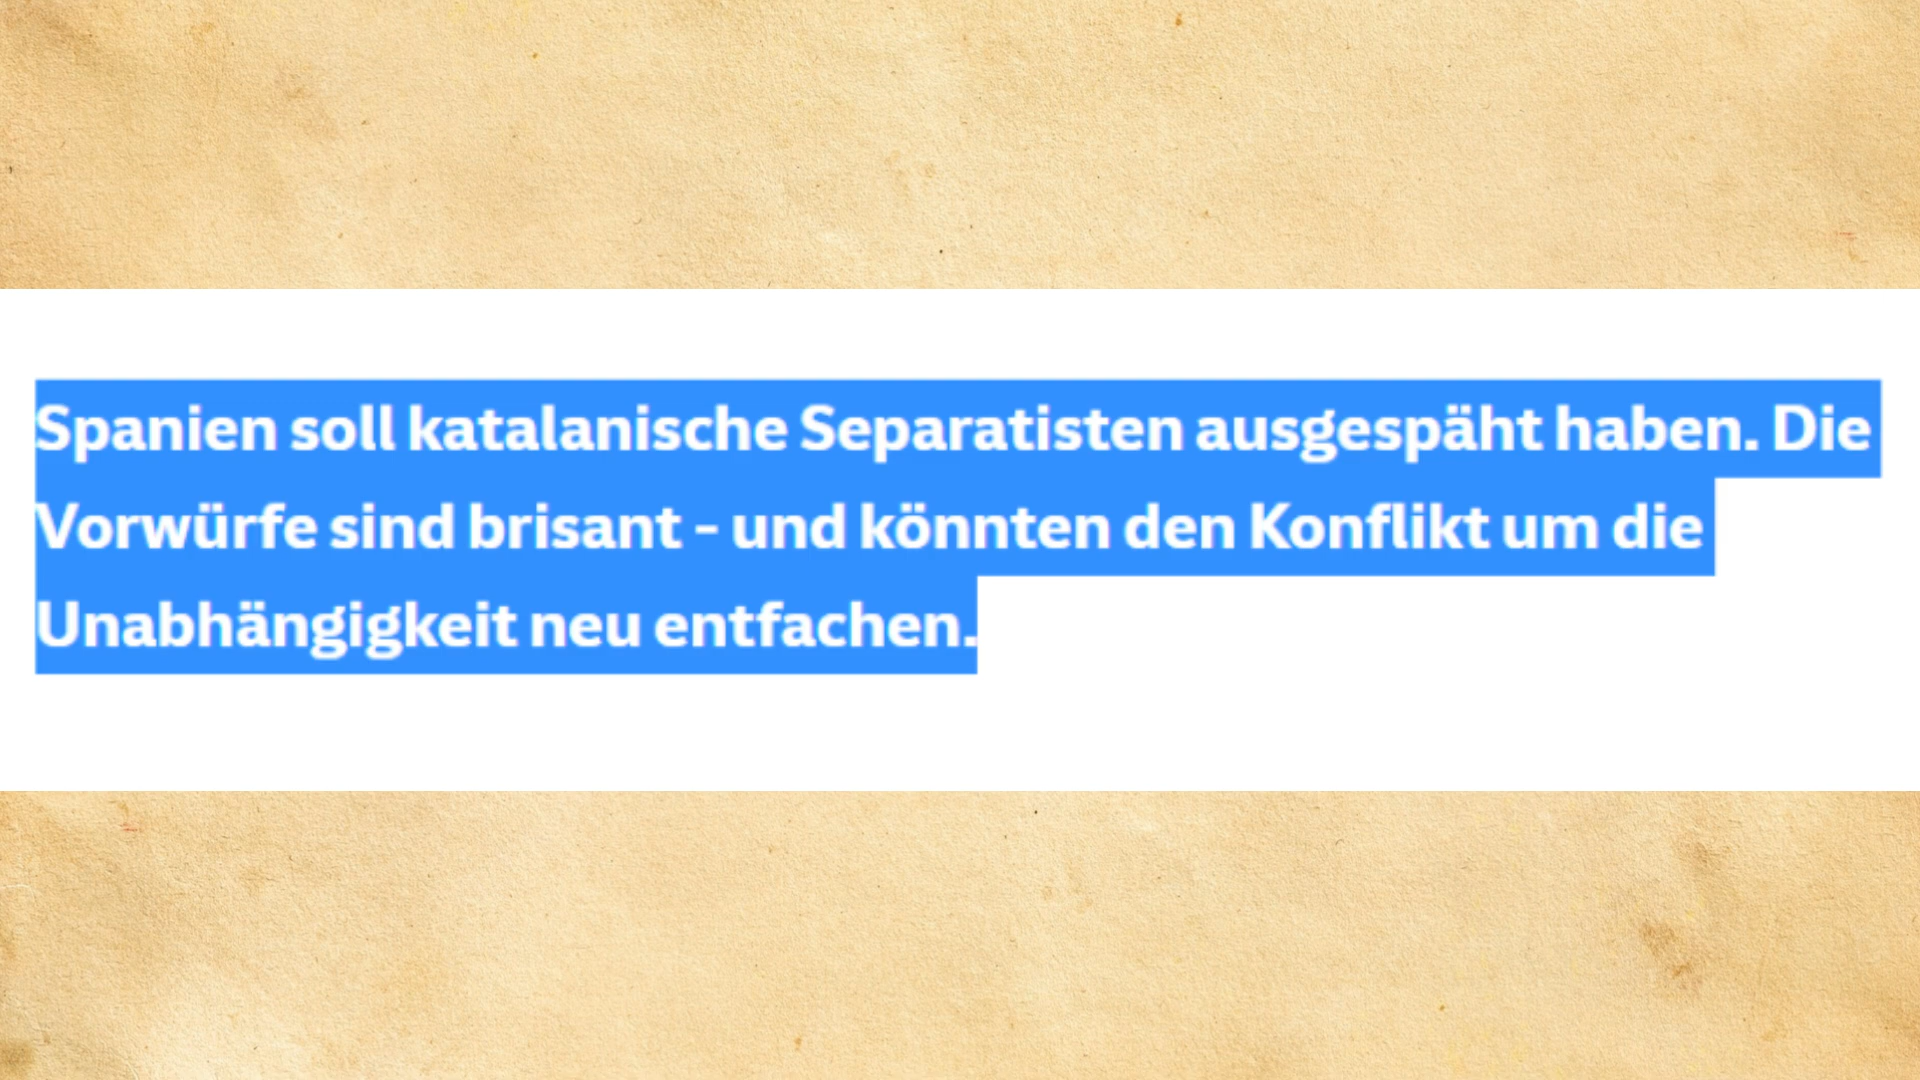 Spanien soll katalanische Separatisten ausgespäht haben. Die
Vorwürfe sind brisant - und könnten den Konflikt um die
Unabhängigkeit neu entfachen.